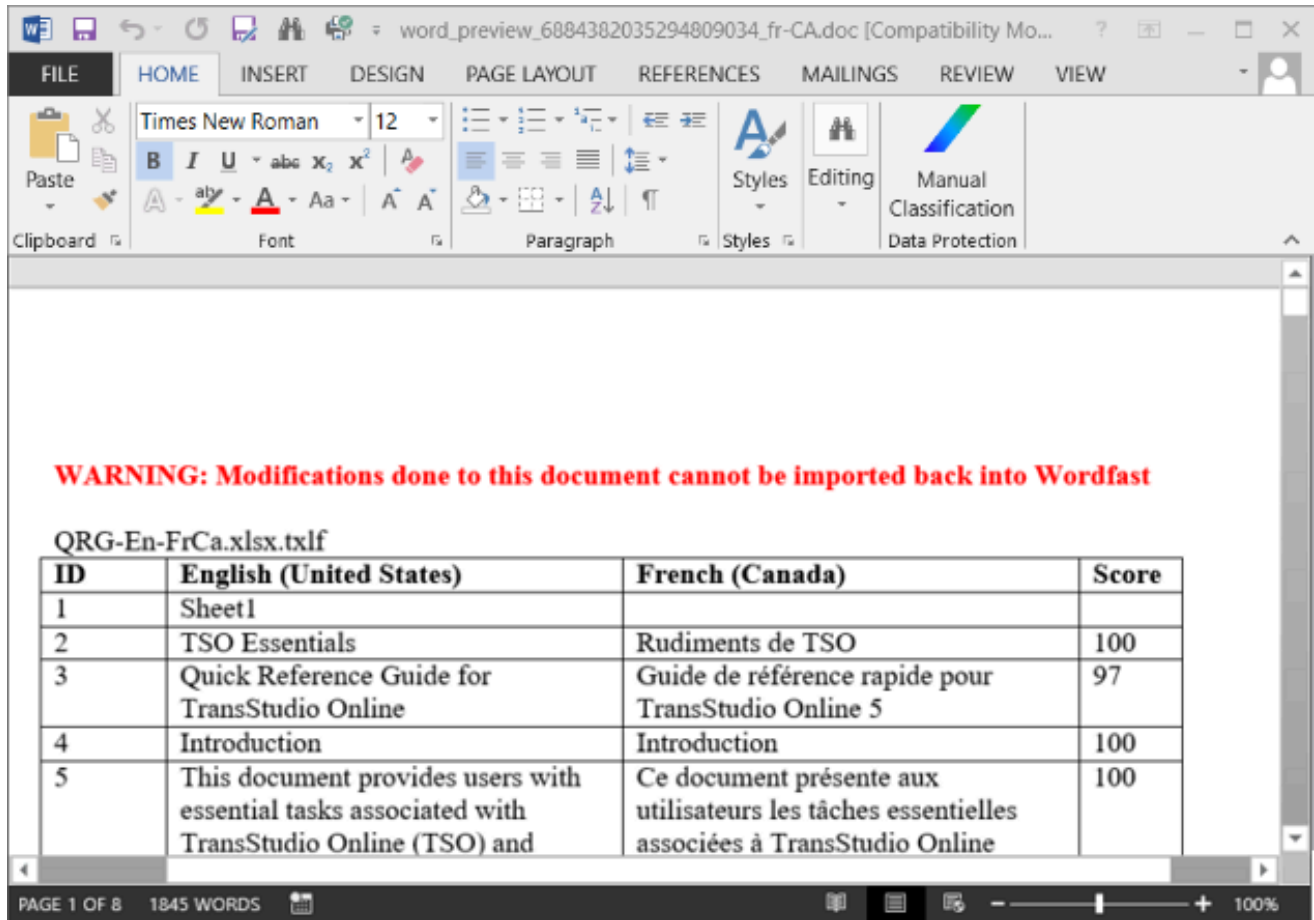 word_preview_6884382035294809034_fr-CA.doc [Compatibility Mo...
FILE HOME INSERT DESIGN PAGE LAYOUT REFERENCES MAILINGS REVIEW VIEW
Times New Roman 12
B I U abc X₂ X²
Paste
aby A Aa A A
Styles Editing Manual Classification
Clipboard Font Paragraph Styles Data Protection
WARNING: Modifications done to this document cannot be imported back into Wordfast
QRG-En-FrCa.xlsx.txlf
ID English (United States) French (Canada) Score
1 Sheet1
2 TSO Essentials Rudiments de TSO 100
3 Quick Reference Guide for Guide de référence rapide pour 97
TransStudio Online TransStudio Online 5
4 Introduction Introduction 100
5 This document provides users with Ce document présente aux 100
essential tasks associated with utilisateurs les tâches essentielles
TransStudio Online (TSO) and associées à TransStudio Online
PAGE 1 OF 8 1845 WORDS 100%